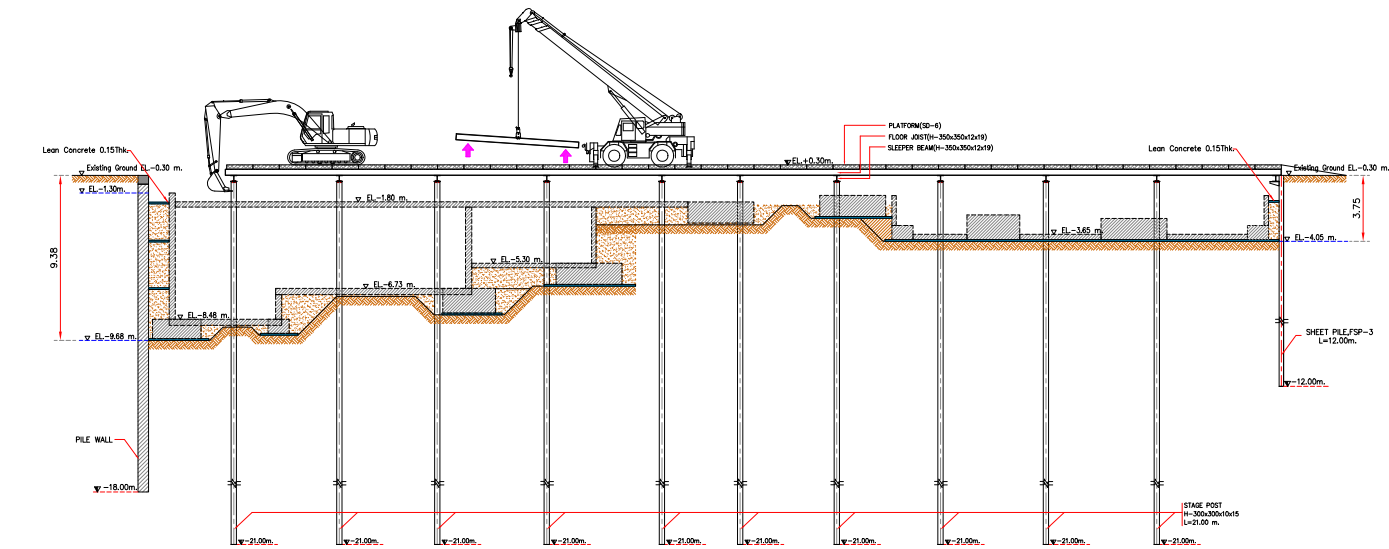 PLATFORM(SD-6)
FLOOR JOIST(H-350x350x12x19)
SLEEPER BEAM(H-350x350x12x19)
Lean Concrete 0.15Thk.
Lean Concrete 0.15Thk.
EL.+0.30m.
Existing Ground EL.-0.30 m.
Existing Ground EL.-0.30 m.
EL.-1.30m.
EL.-1.80 m.
3.75
EL.-3.65 m.
EL.-4.05 m.
9.38
EL.-5.30 m.
EL.-6.73 m.
EL.-8.48 m.
EL.-9.68 m.
SHEET PILE,FSP-3
L=12.00m.
-12.00m.
PILE WALL
-18.00m.
STAGE POST
H-300x300x10x15
L=21.00 m.
-21.00m.
-21.00m.
-21.00m.
-21.00m.
-21.00m.
-21.00m.
-21.00m.
-21.00m.
-21.00m.
-21.00m.